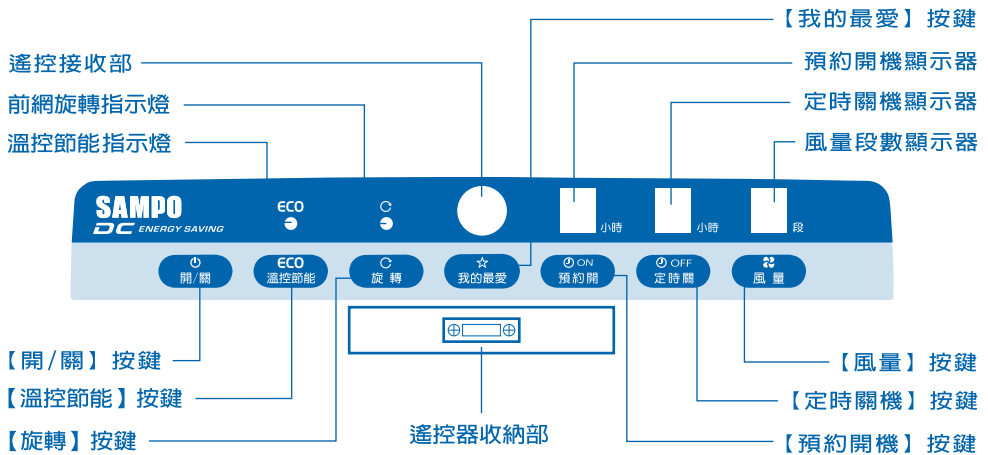 【我的最愛】按鍵
遙控接收部
預約開機顯示器
前網旋轉指示燈
定時關機顯示器
溫控節能指示燈
風量段數顯示器
SAMPO
DC ENERGY SAVING
ECO
小時
小時
段
開/關
ECO
溫控節能
旋轉
我的最愛
ON
預約開
OFF
定時關
風量
【開/關】按鍵
【風量】按鍵
【溫控節能】按鍵
【定時關機】按鍵
【旋轉】按鍵
遙控器收納部
【預約開機】按鍵